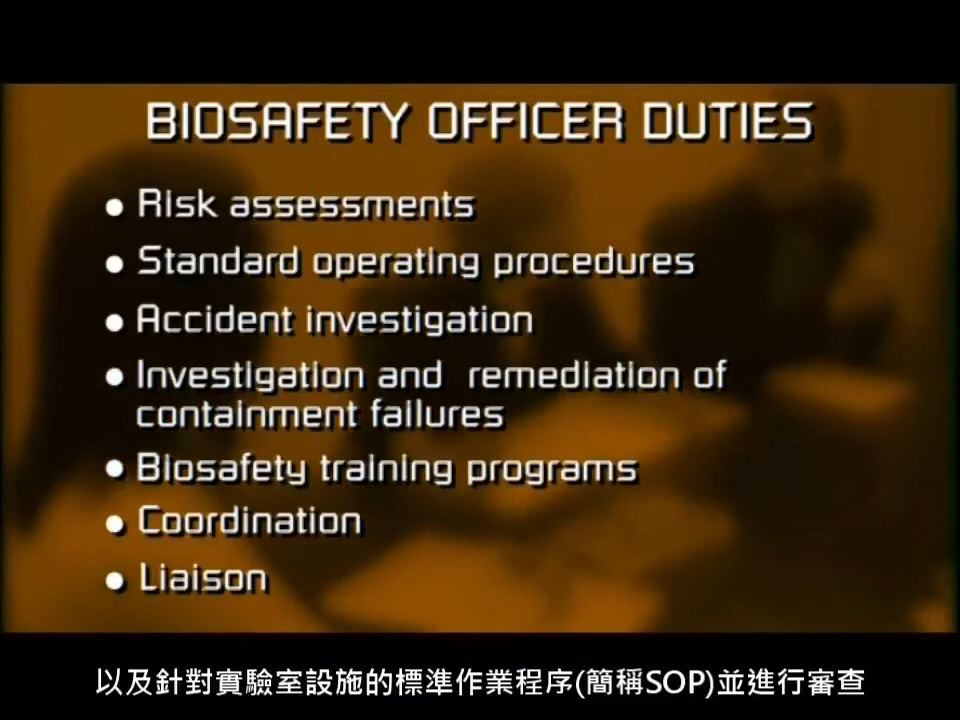 BIOSAFETY OFFICER DUTIES
• Risk assessments
• Standard operating procedures
• Accident investigation
• Investigation and remediation of
containment failures
• Biosafety training programs
• Coordination
• Liaison
以及針對實驗室設施的標準作業程序(簡稱SOP)並進行審查